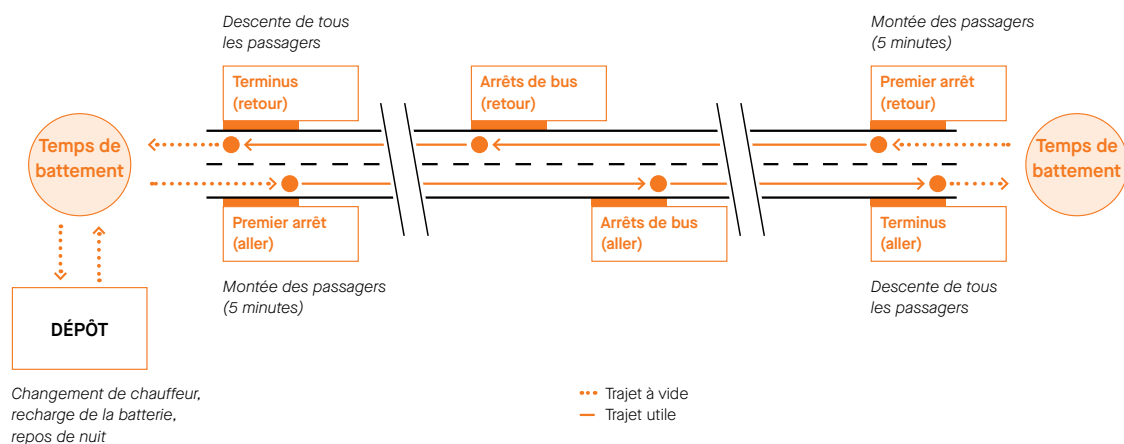 Descente de tous
les passagers
Montée des passagers
(5 minutes)
Terminus
(retour)
Arrêts de bus
(retour)
Premier arrêt
(retour)
Temps de
battement
Temps de
battement
Premier arrêt
(aller)
Arrêts de bus
(aller)
Terminus
(aller)
Montée des passagers
(5 minutes)
Descente de tous
les passagers
DÉPÔT
Changement de chauffeur,
recharge de la batterie,
repos de nuit
Trajet à vide
Trajet utile